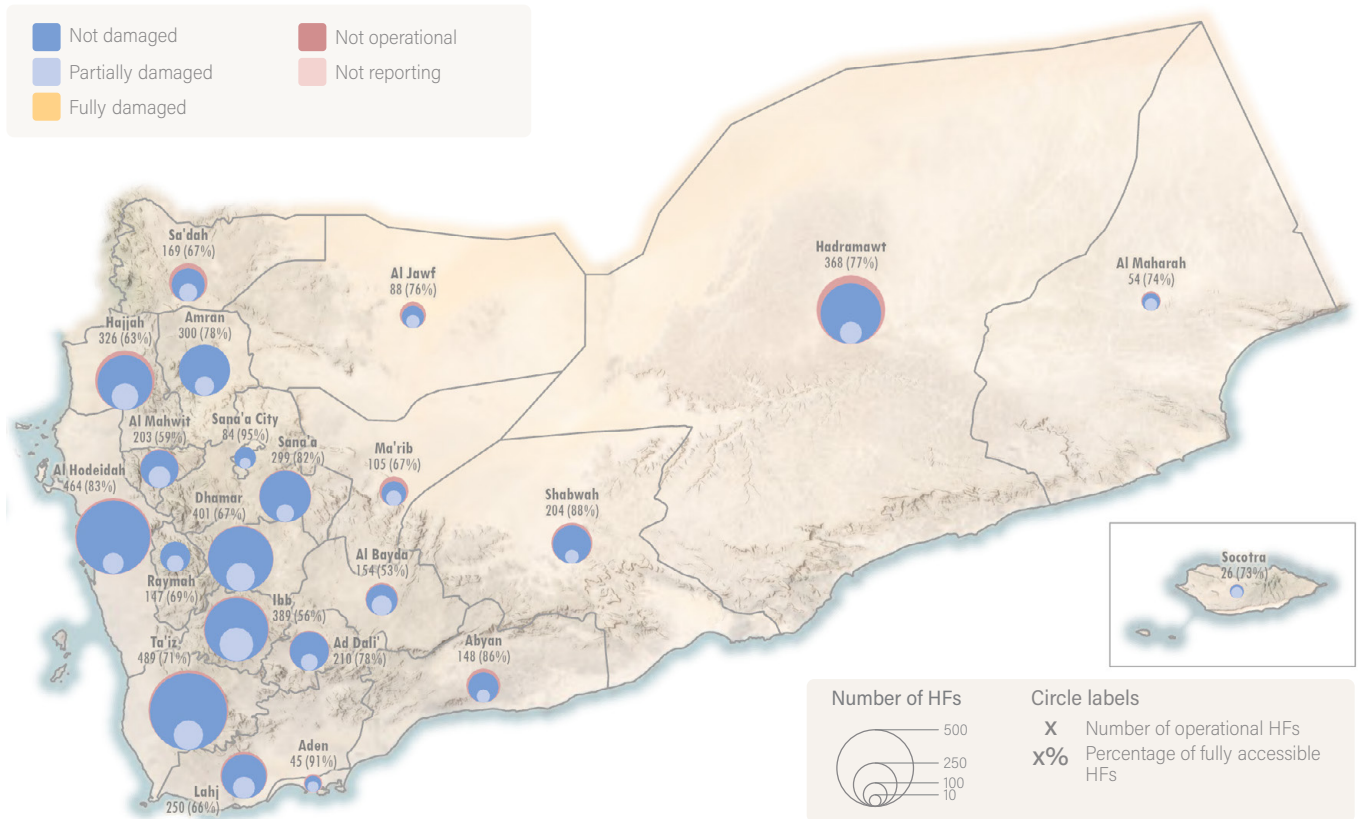 Not damaged
Partially damaged
Fully damaged
Not operational
Not reporting
Sa'dah
169 (67%)
Al Jawf
88 (76%)
Hadramawt
368 (77%)
Al Maharah
54 (74%)
Hajjah
326 (63%)
Amran
300 (78%)
Al Mahwit
203 (59%)
Sana'a City
84 (95%)
Sana'a
299 (82%)
Ma'rib
105 (67%)
Al Hodeidah
464 (83%)
Dhamar
401 (67%)
Shabwah
204 (88%)
Al Bayda
154 (53%)
Raymah
147 (69%)
Ibb
389 (56%)
Ta'iz
489 (71%)
Ad Dali'
210 (78%)
Abyan
148 (86%)
Socotra
26 (73%)
Aden
45 (91%)
Lahj
250 (66%)
Number of HFs
500
250
100
10
Circle labels
X Number of operational HFs
x% Percentage of fully accessible
HFs